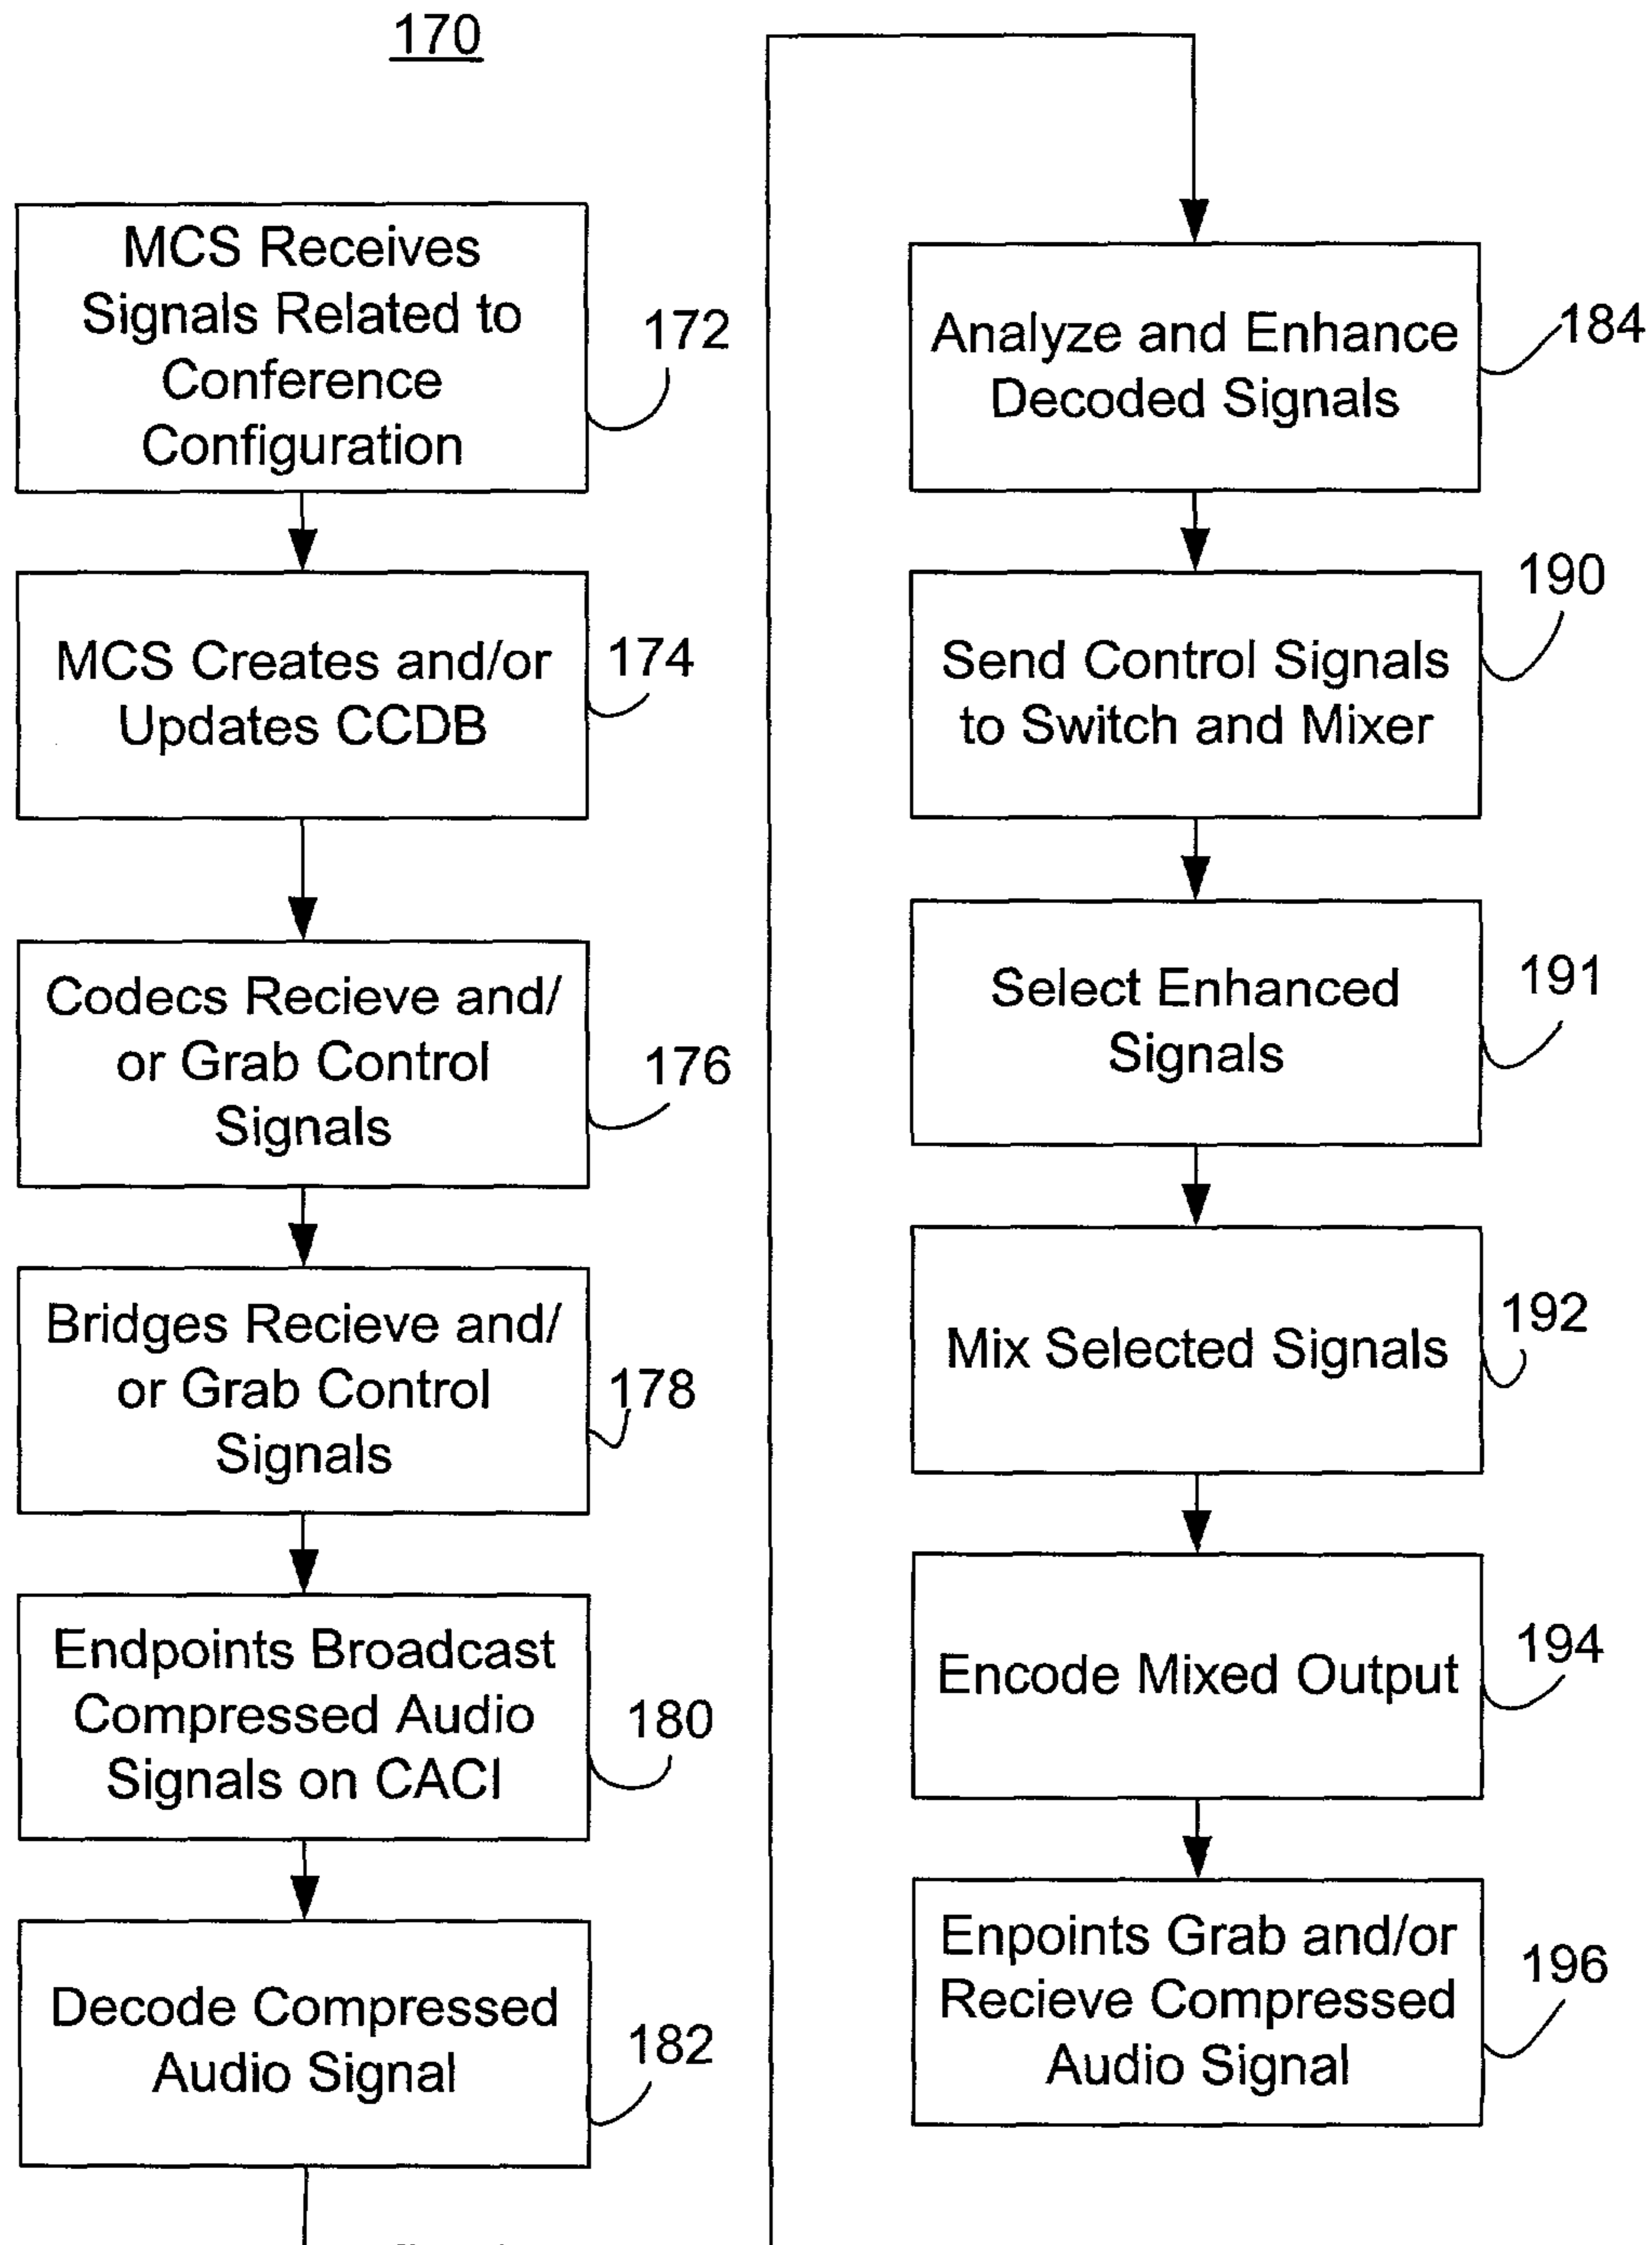 170
MCS Receives
Signals Related to
Conference
Configuration
172
MCS Creates and/or
Updates CCDB
174
Codecs Recieve and/
or Grab Control
Signals
176
Bridges Recieve and/
or Grab Control
Signals
178
Endpoints Broadcast
Compressed Audio
Signals on CACI
180
Decode Compressed
Audio Signal
182
Analyze and Enhance
Decoded Signals
184
Send Control Signals
to Switch and Mixer
190
Select Enhanced
Signals
191
Mix Selected Signals
192
Encode Mixed Output
194
Enpoints Grab and/or
Recieve Compressed
Audio Signal
196